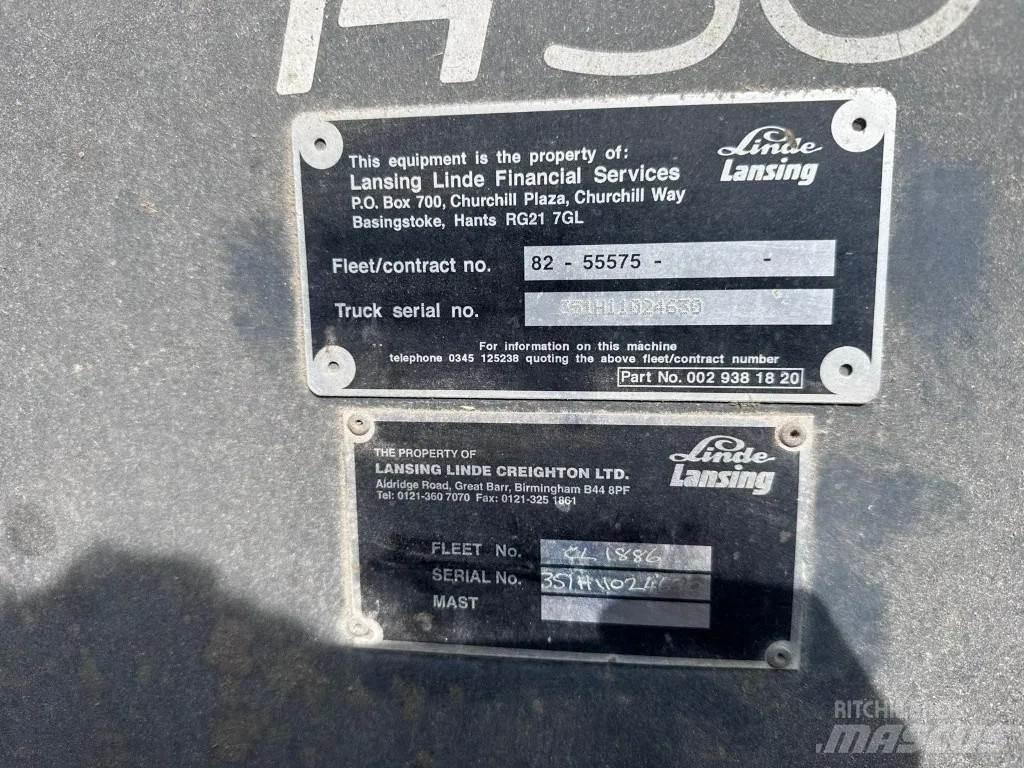 This equipment is the property of:
Linde
Lansing Linde Financial Services
Lansing
P.O. Box 700, Churchill Plaza, Churchill Way
Basingstoke, Hants RG21 7GL
Fleet/contract no. 82 - 55575 - -
Truck serial no.
For information on this machine
telephone 0345 125238 quoting the above fleet/contract number
Part No. 002 938 18 20
THE PROPERTY OF
Linde
LANSING LINDE CREIGHTON LTD.
Lansing
Aldridge Road, Great Barr, Birmingham B44 8PF
Tel: 0121-360 7070 Fax: 0121-325 1861
FLEET No. CL 1886
SERIAL No.
MAST
RITCHIE BROS
MASCUS